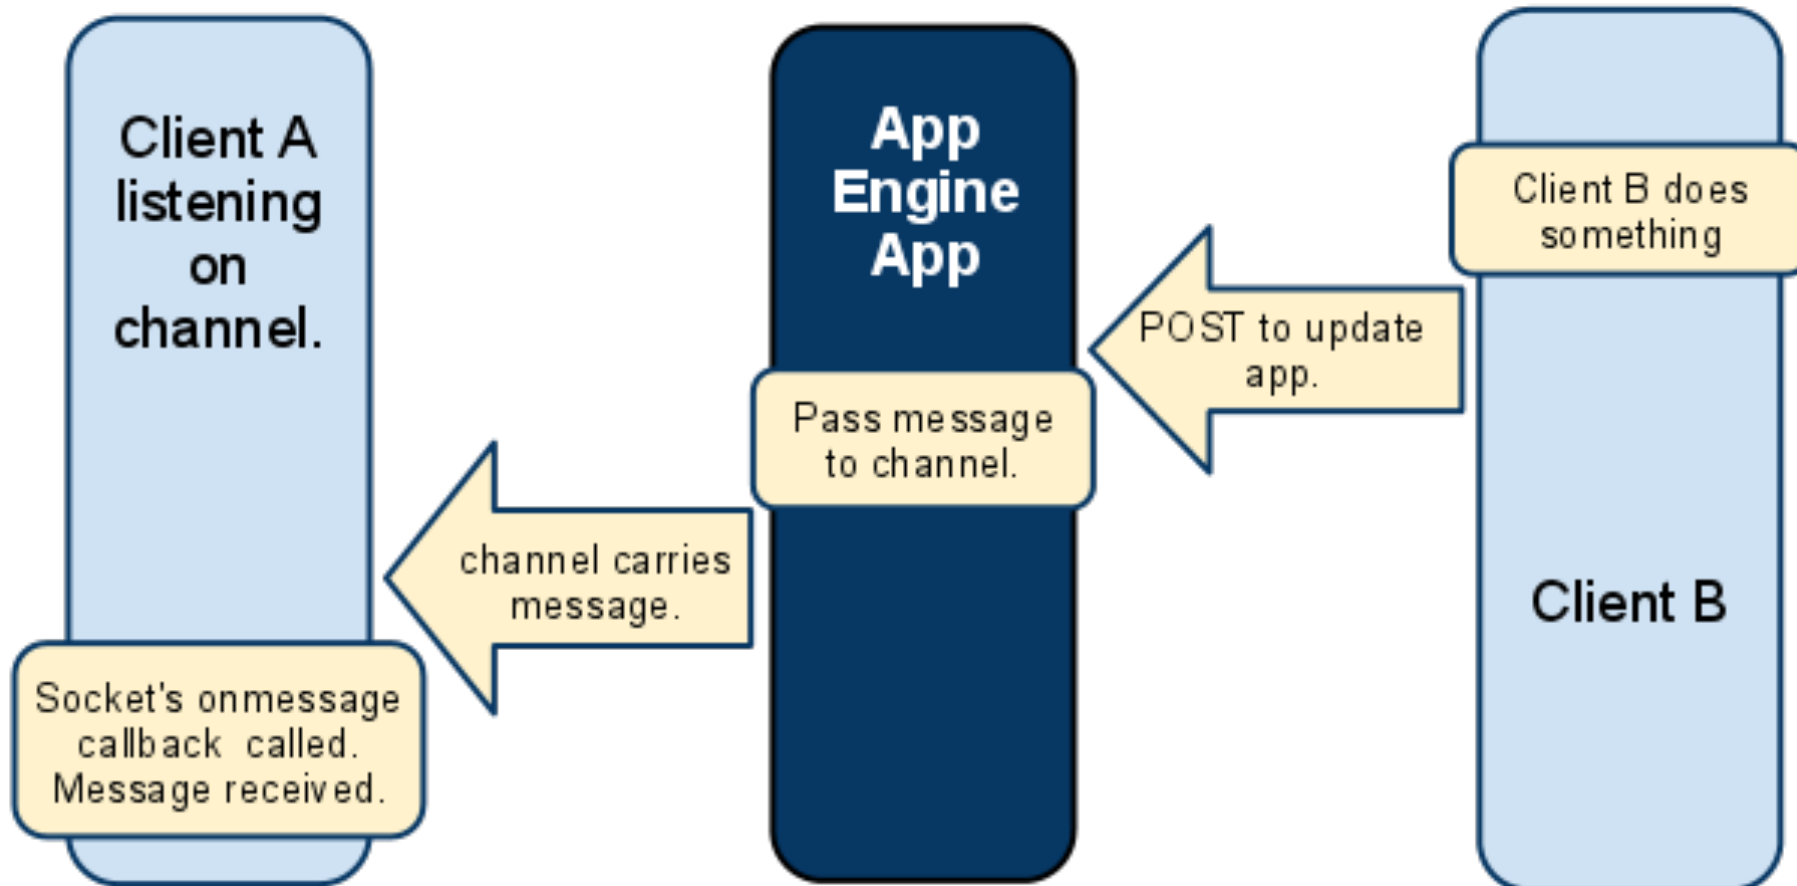 Client A
listening
on
channel.
Socket's onmessage
callback called.
Message received.
channel carries
message.
App
Engine
App
Pass message
to channel.
POST to update
app.
Client B does
something
Client B